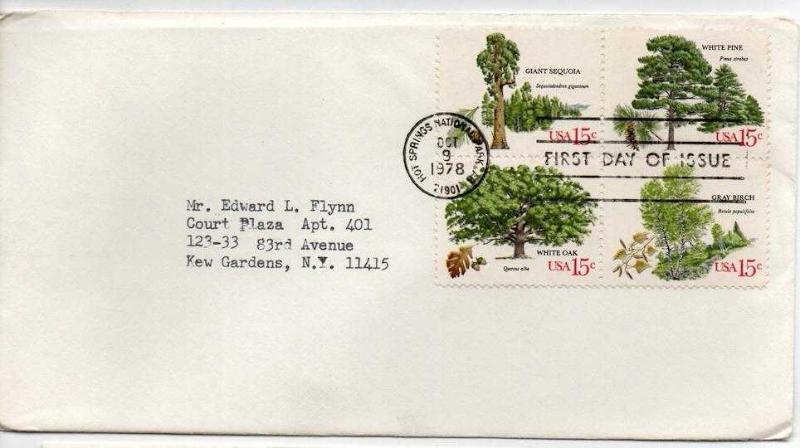 GIANT SEQUOIA
Sequoiadendron giganteum
USA 15c
WHITE PINE
Pinus strobus
USA 15c
HOT SPRINGS NATIONAL PARK
OCT
9
1978
71901
FIRST DAY OF ISSUE
WHITE OAK
Quercus alba
USA 15c
GRAY BIRCH
Betula populifolia
USA 15c
Mr. Edward L. Flynn
Court Plaza Apt. 401
123-33 83rd Avenue
Kew Gardens, N.Y. 11415